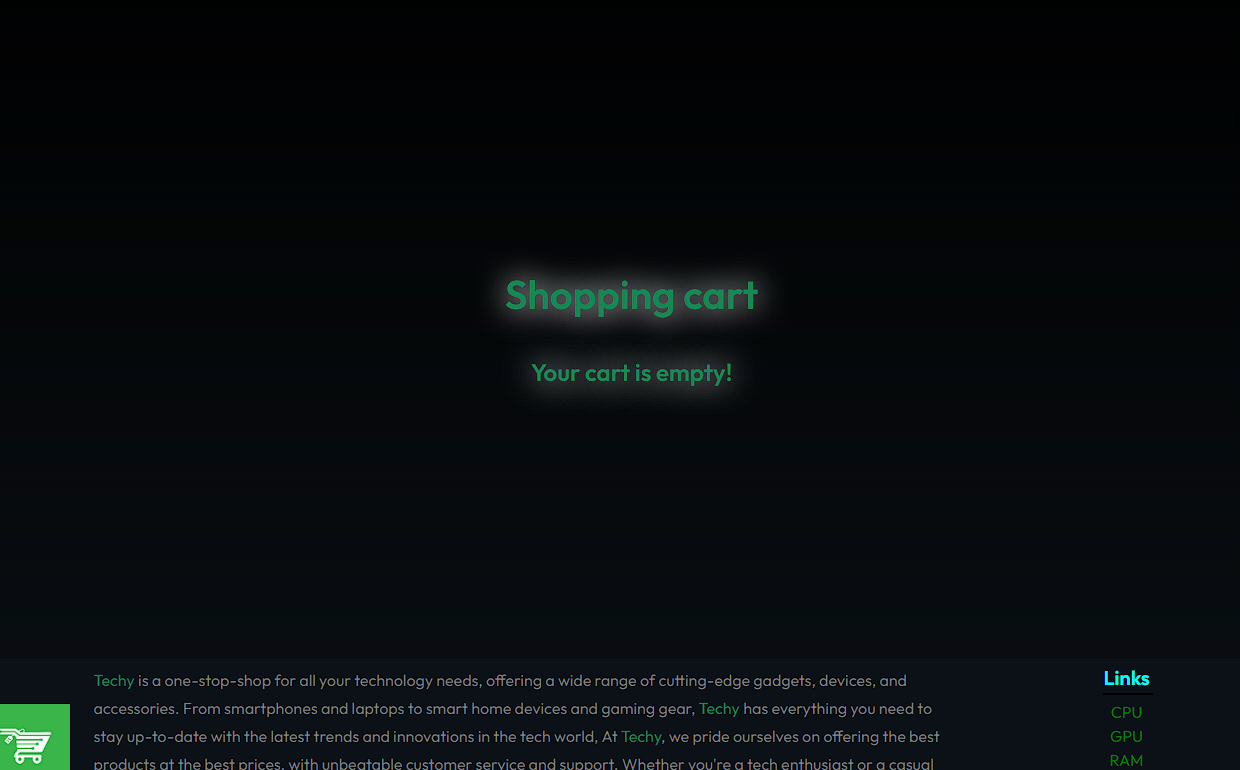 Shopping cart
Your cart is empty!
Techy is a one-stop-shop for all your technology needs, offering a wide range of cutting-edge gadgets, devices, and
accessories. From smartphones and laptops to smart home devices and gaming gear, Techy has everything you need to
stay up-to-date with the latest trends and innovations in the tech world, At Techy, we pride ourselves on offering the best
products at the best prices, with unbeatable customer service and support. Whether you're a tech enthusiast or a casual
Links
CPU
GPU
RAM